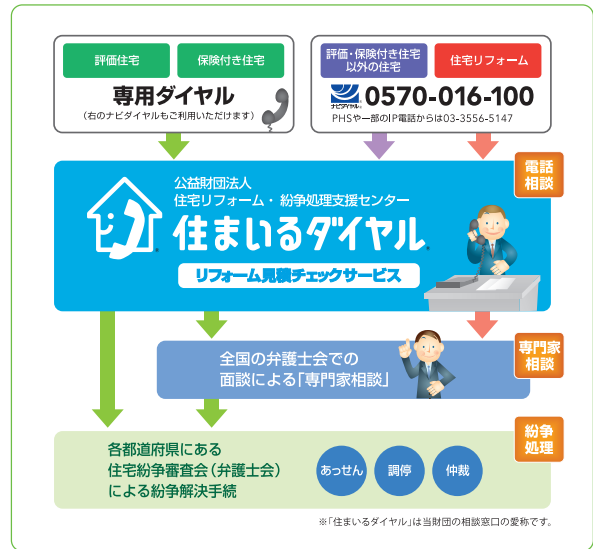 評価住宅
保険付き住宅
専用ダイヤル
(右のナビダイヤルもご利用いただけます)
評価・保険付き住宅
以外の住宅
住宅リフォーム
ナビダイヤル®
0570-016-100
PHSや一部のIP電話からは03-3556-5147
電話
相談
公益財団法人
住宅リフォーム・紛争処理支援センター
住まいるダイヤル®
リフォーム見積チェックサービス
専門家
相談
全国の弁護士会での
面談による「専門家相談」
紛争
処理
各都道府県にある
住宅紛争審査会(弁護士会)
による紛争解決手続
あっせん
調停
仲裁
※「住まいるダイヤル」は当財団の相談窓口の愛称です。